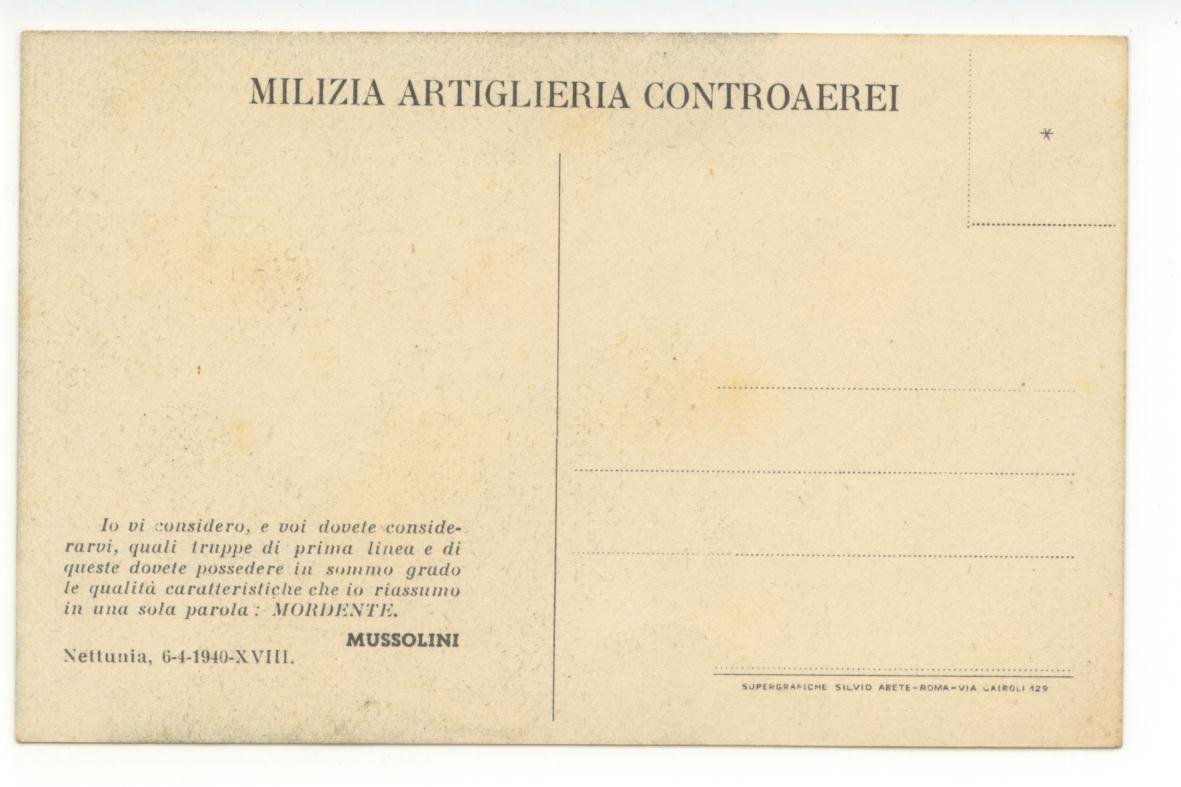 MILIZIA ARTIGLIERIA CONTROAEREI
*
Io vi considero, e voi dovete conside-
rarvi, quali truppe di prima linea e di
queste dovete possedere in sommo grado
le qualità caratteristiche che io riassumo
in una sola parola : MORDENTE.
MUSSOLINI
Nettunia, 6-4-1940-XVIII.
SUPERGRAFICHE SILVIO ARETE-ROMA-VIA CAIROLI 129